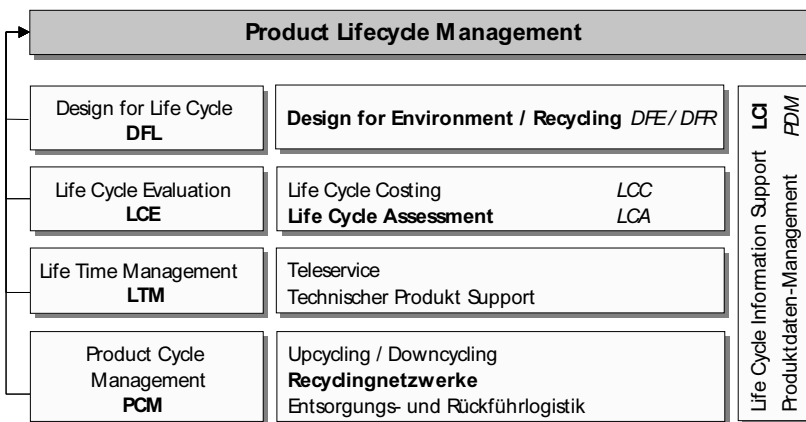 Product Lifecycle Management
Design for Life Cycle
DFL
Design for Environment / Recycling DFE / DFR
Life Cycle Evaluation
LCE
Life Cycle Costing LCC
Life Cycle Assessment LCA
Life Time Management
LTM
Teleservice
Technischer Produkt Support
Product Cycle
Management
PCM
Upcycling / Downcycling
Recyclingnetzwerke
Entsorgungs- und Rückführlogistik
Life Cycle Information Support LCI
Produktdaten-Management PDM